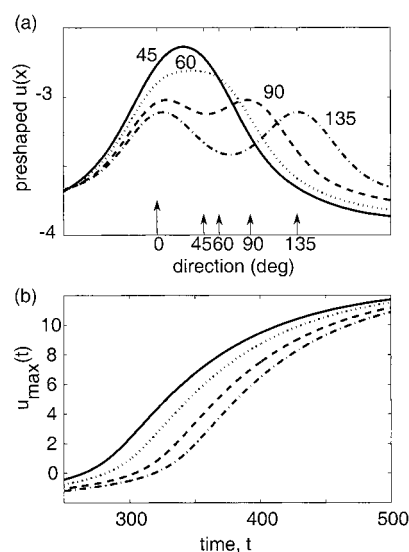 (a)
preshaped u(x)
-3
-4
45
60
90
135
0 45 60 90 135
direction (deg)
(b)
u_max(t)
10
8
6
4
2
0
300 400 500
time, t